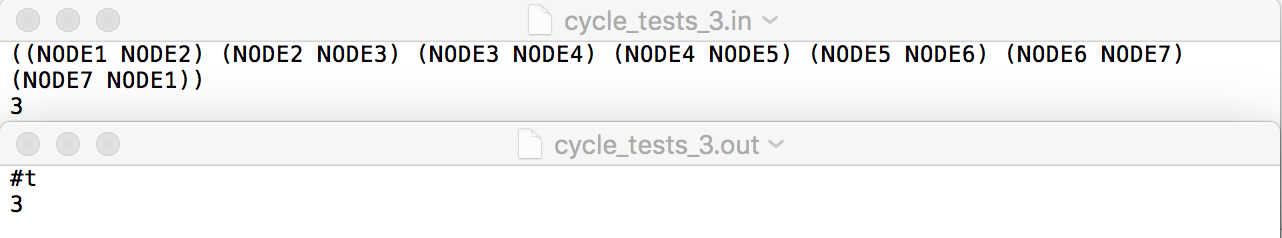 cycle_tests_3.in
((NODE1 NODE2) (NODE2 NODE3) (NODE3 NODE4) (NODE4 NODE5) (NODE5 NODE6) (NODE6 NODE7)
(NODE7 NODE1))
3
cycle_tests_3.out
#t
3